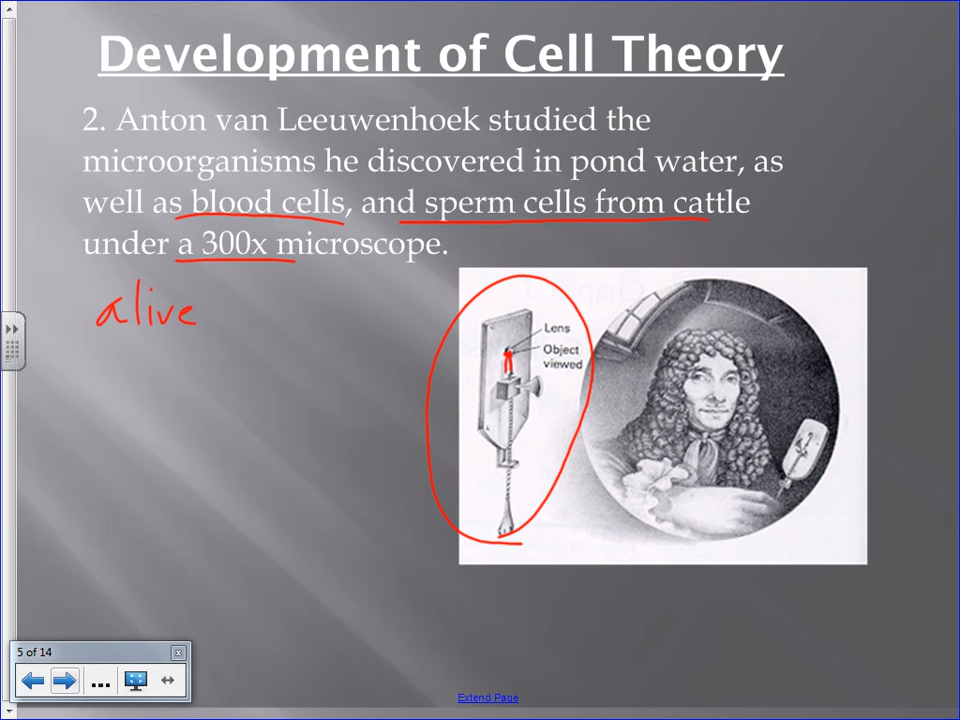 Development of Cell Theory
2. Anton van Leeuwenhoek studied the
microorganisms he discovered in pond water, as
well as blood cells, and sperm cells from cattle
under a 300x microscope.
alive
Lens
Object
viewed
5 of 14
x
...
Extend Page